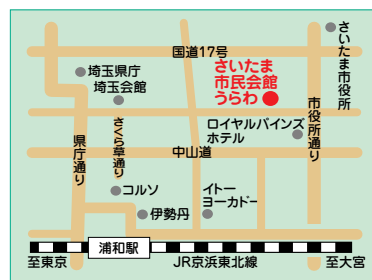 国道17号
さいたま市役所
埼玉県庁
埼玉会館
さいたま
市民会館
うらわ
県庁通り
さくら草通り
ロイヤルパインズ
ホテル
市役所通り
中山道
コルソ
伊勢丹
イトー
ヨーカドー
浦和駅
至東京
JR京浜東北線
至大宮